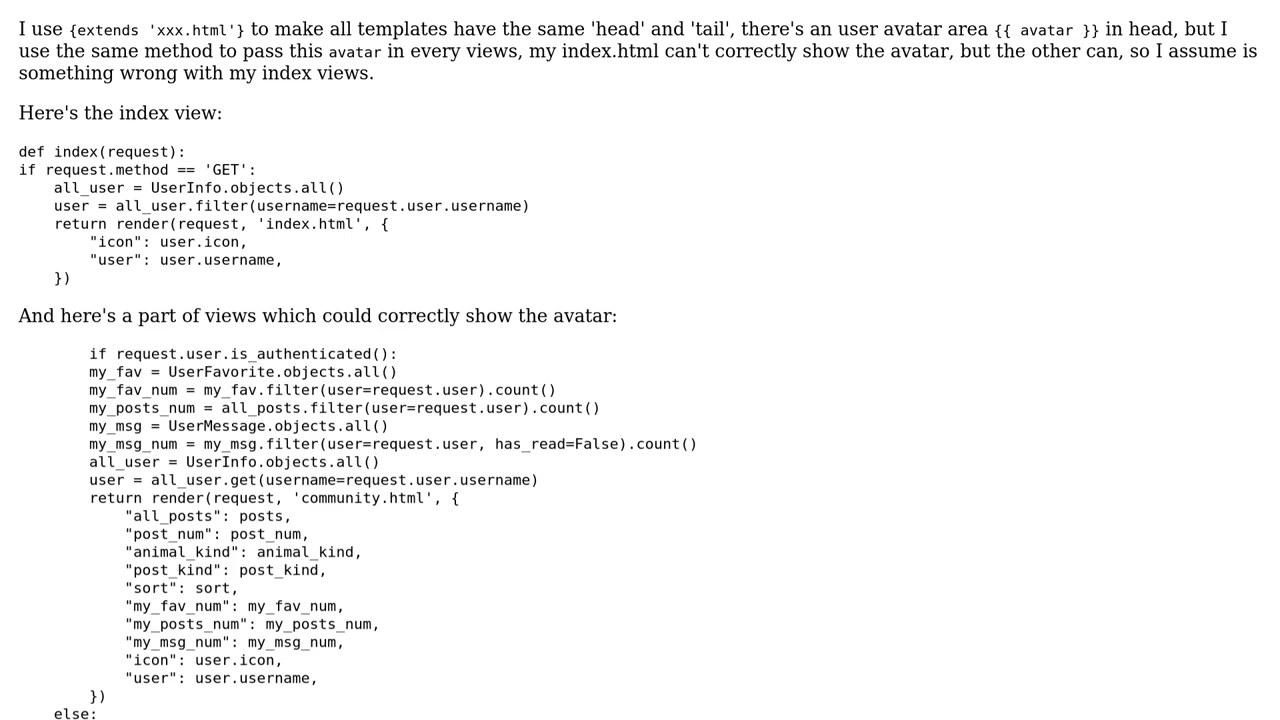 I use {extends 'xxx.html'} to make all templates have the same 'head' and 'tail', there's an user avatar area {{ avatar }} in head, but I
use the same method to pass this avatar in every views, my index.html can't correctly show the avatar, but the other can, so I assume is
something wrong with my index views.
Here's the index view:
def index(request):
if request.method == 'GET':
    all_user = UserInfo.objects.all()
    user = all_user.filter(username=request.user.username)
    return render(request, 'index.html', {
        "icon": user.icon,
        "user": user.username,
    })
And here's a part of views which could correctly show the avatar:
        if request.user.is_authenticated():
        my_fav = UserFavorite.objects.all()
        my_fav_num = my_fav.filter(user=request.user).count()
        my_posts_num = all_posts.filter(user=request.user).count()
        my_msg = UserMessage.objects.all()
        my_msg_num = my_msg.filter(user=request.user, has_read=False).count()
        all_user = UserInfo.objects.all()
        user = all_user.get(username=request.user.username)
        return render(request, 'community.html', {
            "all_posts": posts,
            "post_num": post_num,
            "animal_kind": animal_kind,
            "post_kind": post_kind,
            "sort": sort,
            "my_fav_num": my_fav_num,
            "my_posts_num": my_posts_num,
            "my_msg_num": my_msg_num,
            "icon": user.icon,
            "user": user.username,
        })
    else: